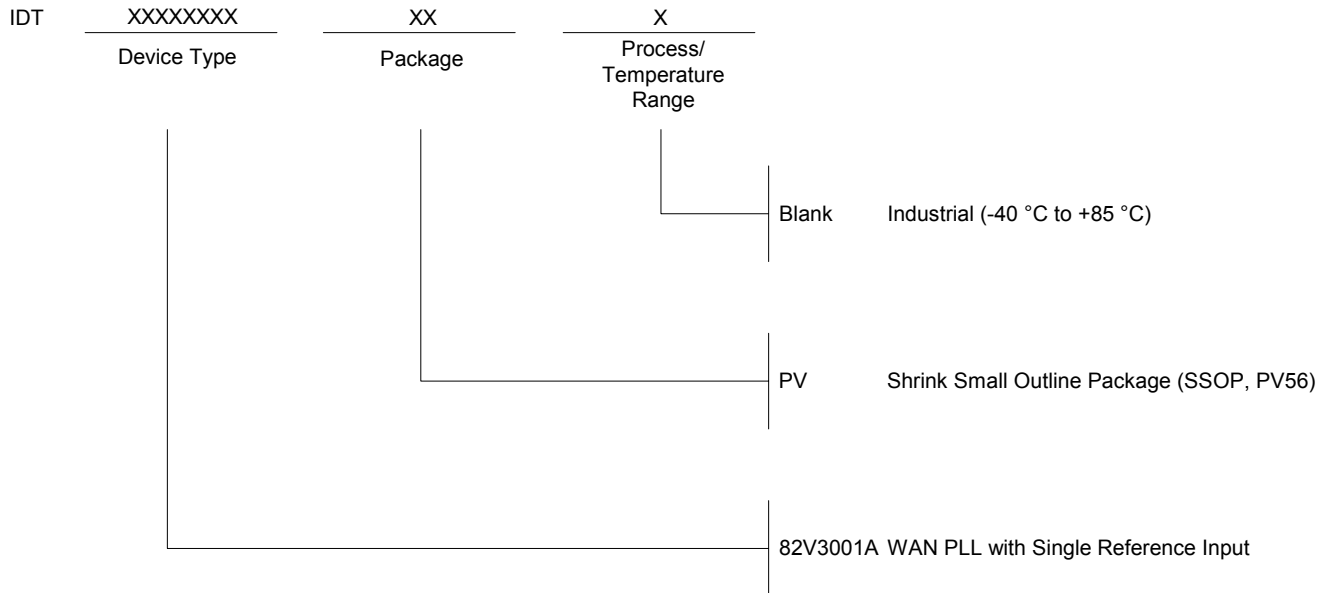 IDT XXXXXXXX XX X
Device Type Package Process/
Temperature
Range
Blank Industrial (-40 °C to +85 °C)
PV Shrink Small Outline Package (SSOP, PV56)
82V3001A WAN PLL with Single Reference Input